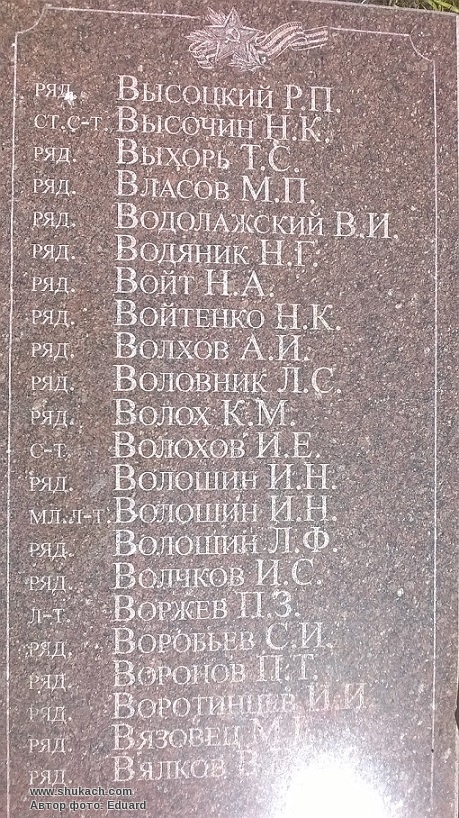 ряд. Высоцкий Р.П.
ст.с-т. Высочин Н.К.
ряд. Выхорь Т.С.
ряд. Власов М.П.
ряд. Водолажский В.И.
ряд. Водяник Н.Г.
ряд. Войт Н.А.
ряд. Войтенко Н.К.
ряд. Волхов А.И.
ряд. Воловник Л.С.
ряд. Волох К.М.
с-т. Волохов И.Е.
ряд. Волошин И.Н.
мл.л-т. Волошин И.Н.
ряд. Волошин Л.Ф.
ряд. Волчков И.С.
л-т. Воржев П.З.
ряд. Воробьев С.И.
ряд. Воронов П.Т.
ряд. Воротинцев И.И
ряд. Вязовец
ряд. Вялков
www.shukach.com
Автор фото: Eduard